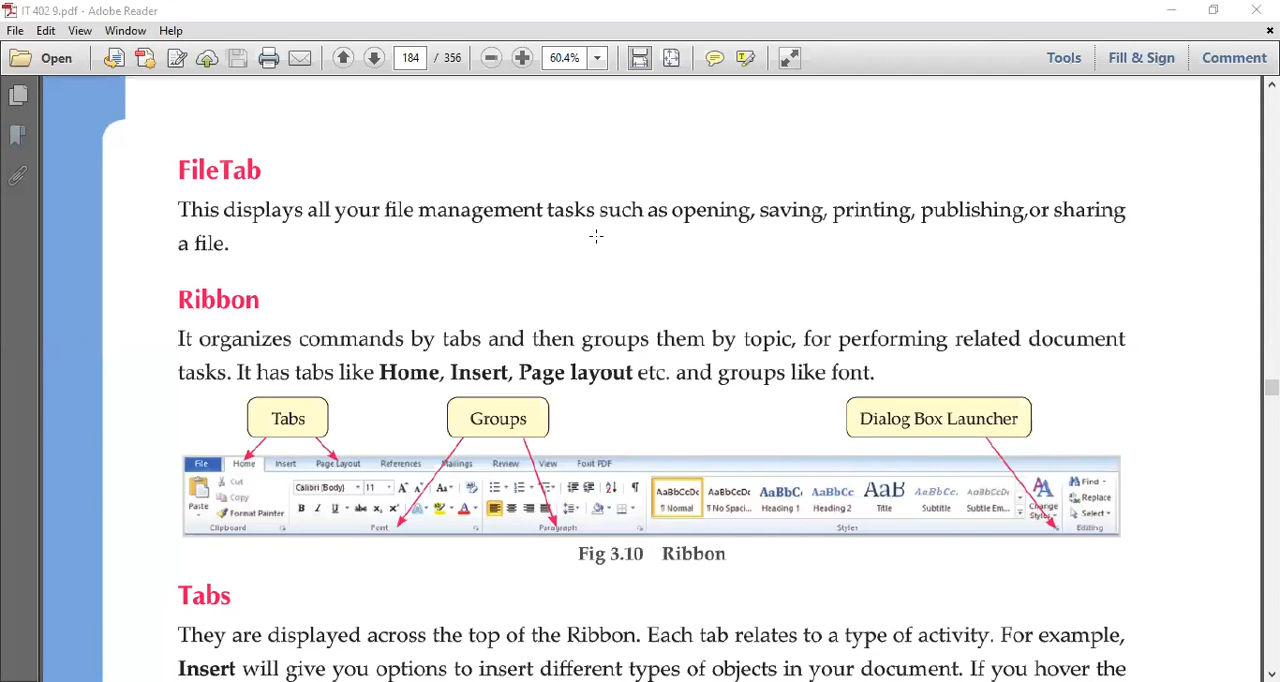 IT 402 9.pdf - Adobe Reader
File Edit View Window Help
Open 184 / 356 60.4% Tools Fill & Sign Comment
FileTab
This displays all your file management tasks such as opening, saving, printing, publishing,or sharing
a file.
Ribbon
It organizes commands by tabs and then groups them by topic, for performing related document
tasks. It has tabs like Home, Insert, Page layout etc. and groups like font.
Tabs Groups Dialog Box Launcher
File Home Insert Page Layout References Mailings Review View Foxit PDF
Cut Calibri (Body) 11 Find
Paste Copy AaBbCcDc AaBbCcDc AaBbC AaBbCc AaB AaBbCc. AaBbCcDc Replace
Format Painter B I U abc ¶ Normal ¶ No Spaci... Heading 1 Heading 2 Title Subtitle Subtle Em... Change Styles Select
Clipboard Font Paragraph Styles Editing
Fig 3.10 Ribbon
Tabs
They are displayed across the top of the Ribbon. Each tab relates to a type of activity. For example,
Insert will give you options to insert different types of objects in your document. If you hover the